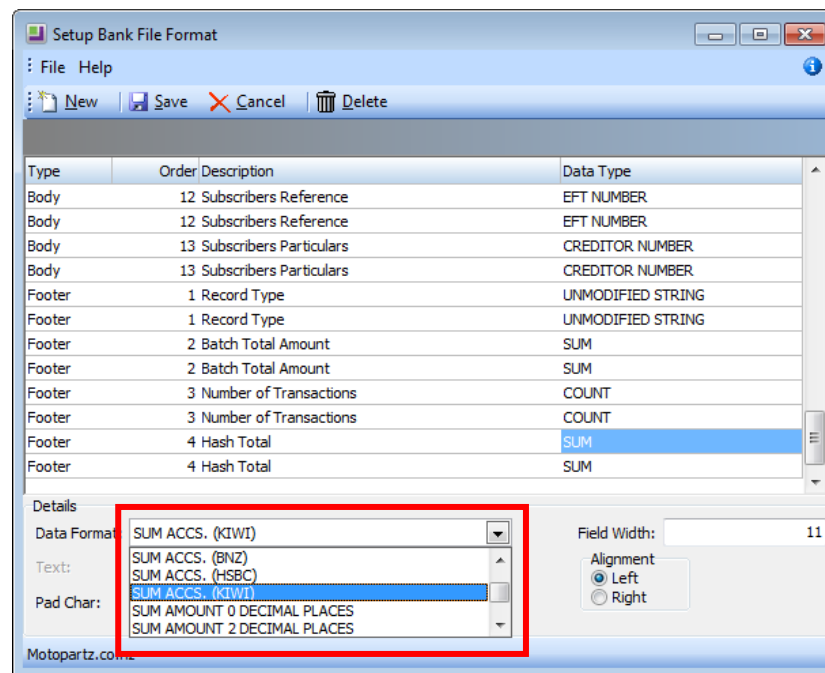 Setup Bank File Format
File Help
New Save Cancel Delete
Type Order Description Data Type
Body 12 Subscribers Reference EFT NUMBER
Body 12 Subscribers Reference EFT NUMBER
Body 13 Subscribers Particulars CREDITOR NUMBER
Body 13 Subscribers Particulars CREDITOR NUMBER
Footer 1 Record Type UNMODIFIED STRING
Footer 1 Record Type UNMODIFIED STRING
Footer 2 Batch Total Amount SUM
Footer 2 Batch Total Amount SUM
Footer 3 Number of Transactions COUNT
Footer 3 Number of Transactions COUNT
Footer 4 Hash Total SUM
Footer 4 Hash Total SUM
Details
Data Format SUM ACCS. (KIWI) Field Width: 11
SUM ACCS. (BNZ) Alignment
Text: SUM ACCS. (HSBC) Left
SUM ACCS. (KIWI) Right
Pad Char: SUM AMOUNT 0 DECIMAL PLACES
SUM AMOUNT 2 DECIMAL PLACES